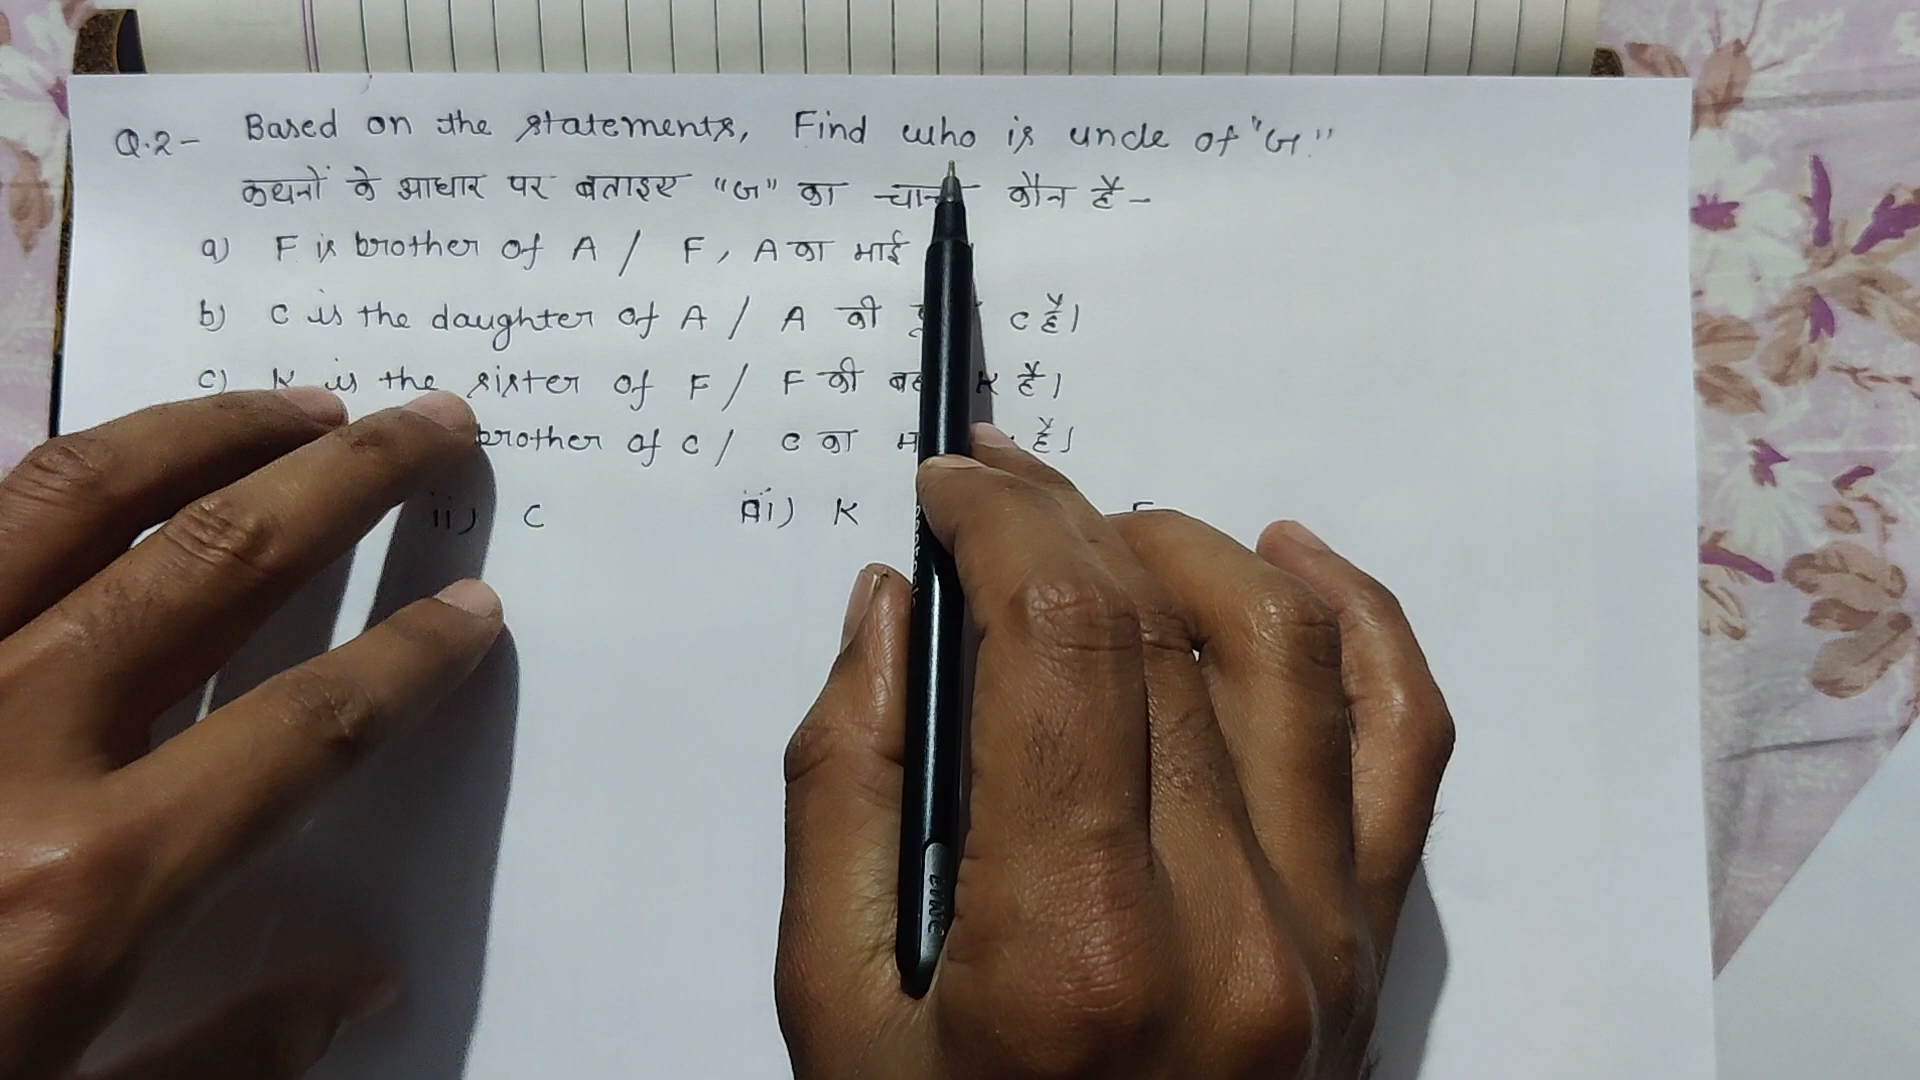 Q.2- Based on the statements, Find who is uncle of "G."
कथनों के आधार पर बताइए "G" का कौन है-
a) F is brother of A / F, A का भाई
b) C is the daughter of A / A की C है।
c) K is the sister of F / F की K है।
brother of C / C का है।
ii) C iii) K